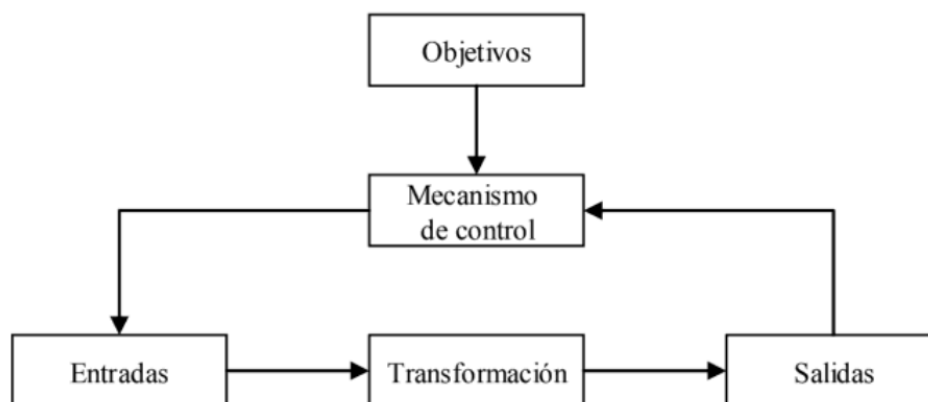 Objetivos
Mecanismo
de control
Entradas
Transformación
Salidas